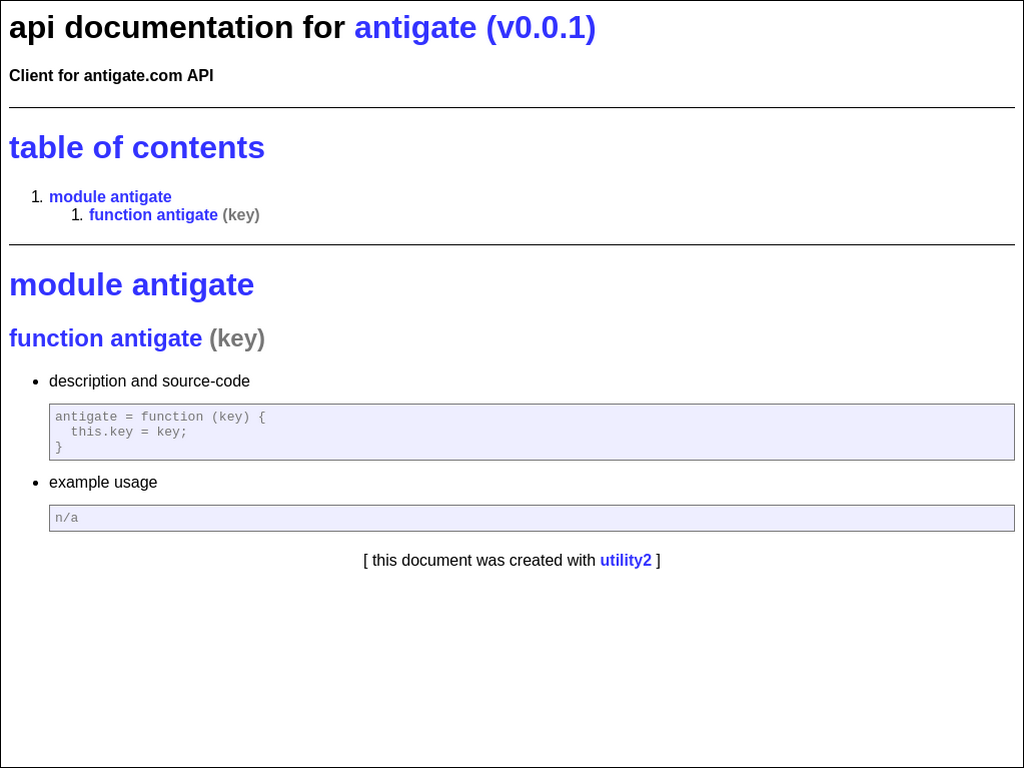 api documentation for antigate (v0.0.1)
Client for antigate.com API
table of contents
1. module antigate
1. function antigate (key)
module antigate
function antigate (key)
• description and source-code
antigate = function (key) {
  this.key = key;
}
• example usage
n/a
[ this document was created with utility2 ]